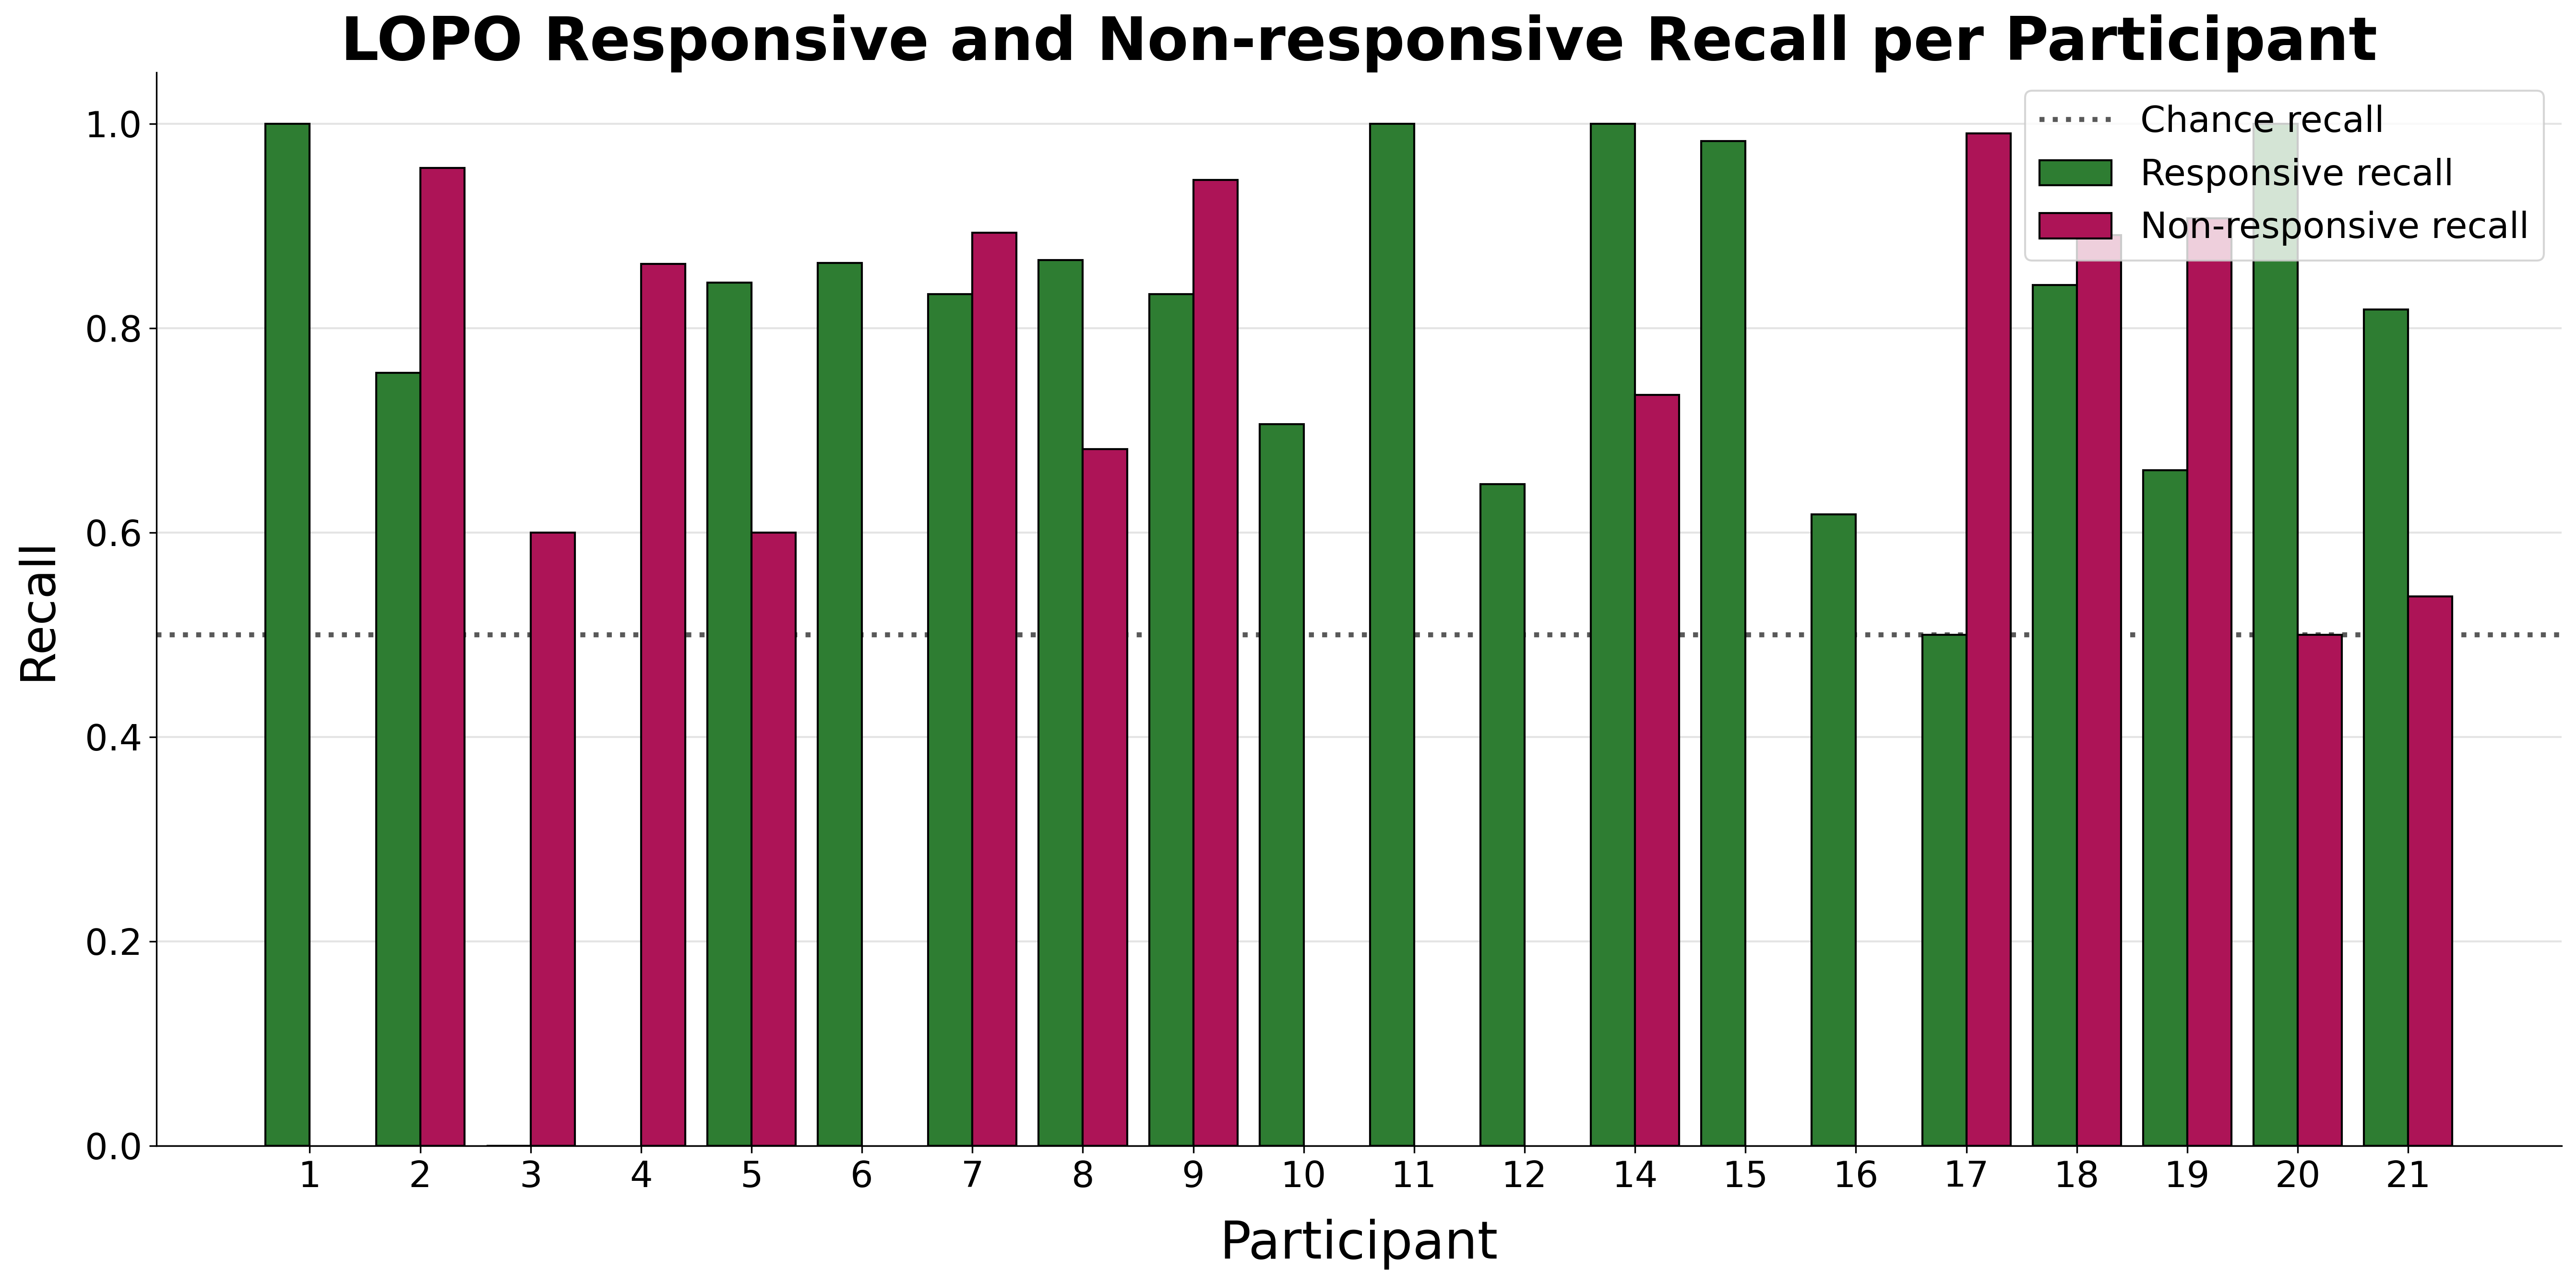 LOPO Responsive and Non-responsive Recall per Participant
Chance recall
Responsive recall
Non-responsive recall
1.0
0.8
0.6
0.4
0.2
0.0
Recall
1 2 3 4 5 6 7 8 9 10 11 12 14 15 16 17 18 19 20 21
Participant